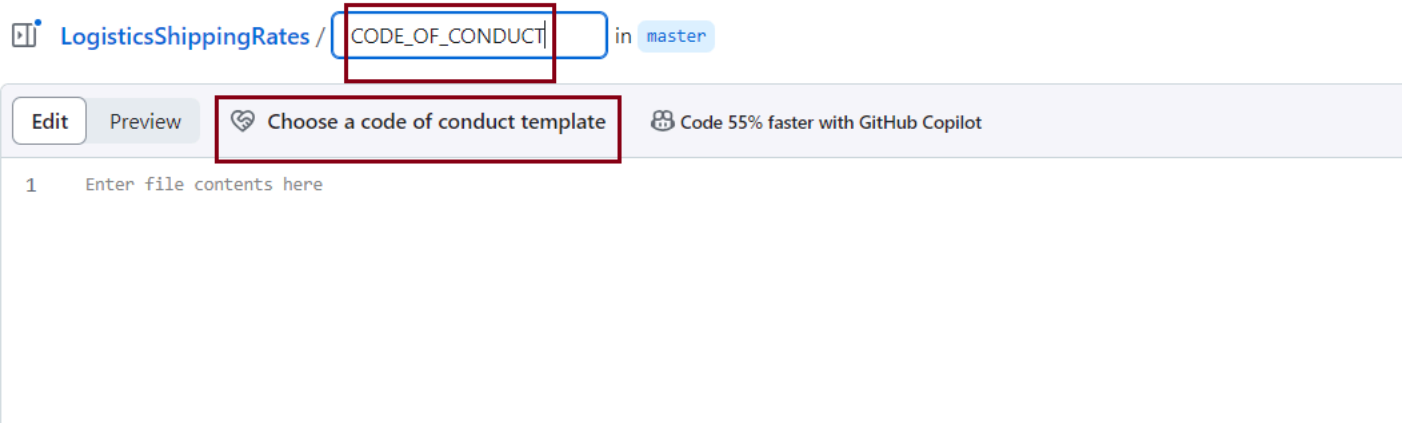 LogisticsShippingRates / CODE_OF_CONDUCT in master
Edit Preview Choose a code of conduct template Code 55% faster with GitHub Copilot
1 Enter file contents here